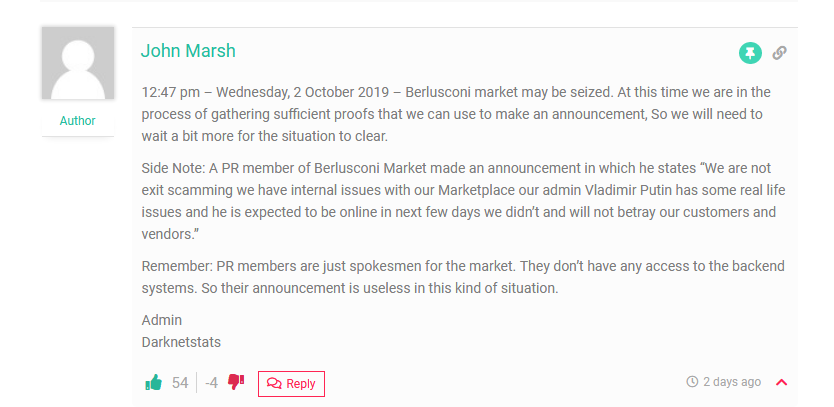 John Marsh
Author
12:47 pm – Wednesday, 2 October 2019 – Berlusconi market may be seized. At this time we are in the
process of gathering sufficient proofs that we can use to make an announcement, So we will need to
wait a bit more for the situation to clear.
Side Note: A PR member of Berlusconi Market made an announcement in which he states “We are not
exit scamming we have internal issues with our Marketplace our admin Vladimir Putin has some real life
issues and he is expected to be online in next few days we didn’t and will not betray our customers and
vendors.”
Remember: PR members are just spokesmen for the market. They don’t have any access to the backend
systems. So their announcement is useless in this kind of situation.
Admin
Darknetstats
54 -4 Reply 2 days ago